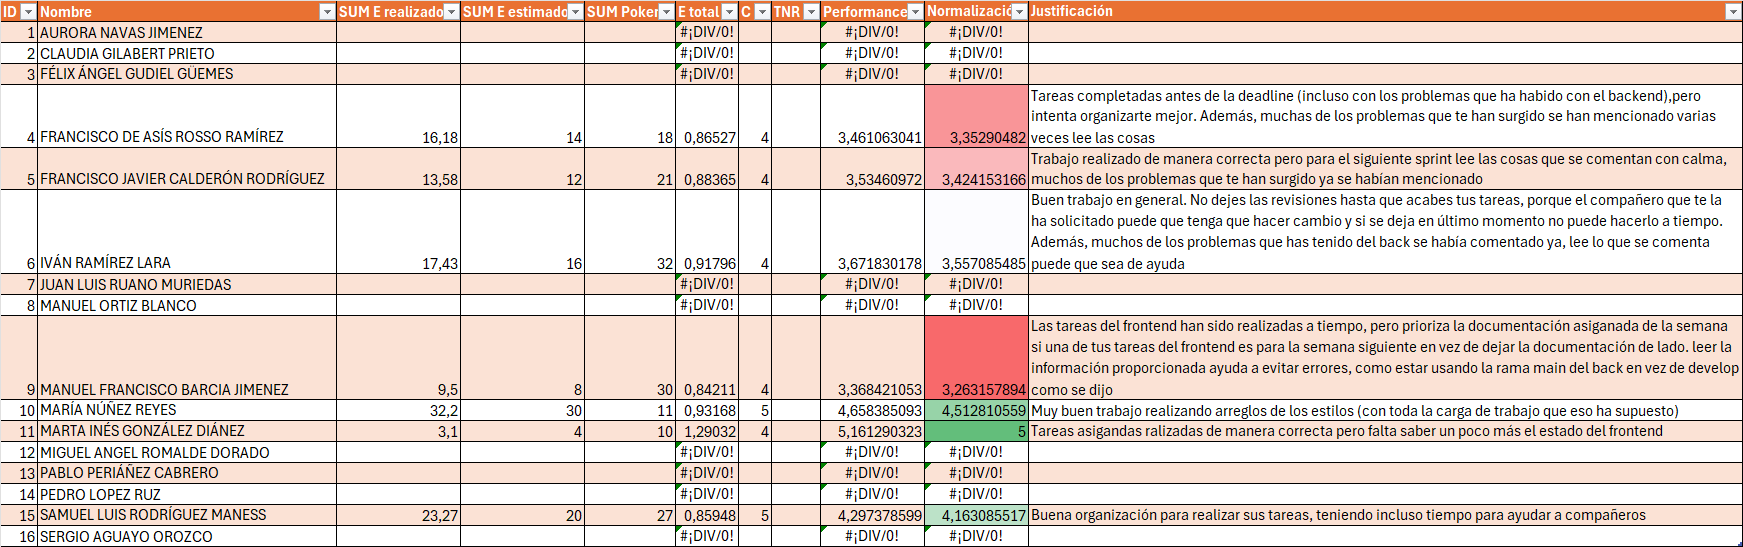 ID Nombre SUM E realizado SUM E estimado SUM Poker E total C TNR Performance Normalizació Justificación
1 AURORA NAVAS JIMENEZ #¡DIV/0! #¡DIV/0! #¡DIV/0!
2 CLAUDIA GILABERT PRIETO #¡DIV/0! #¡DIV/0! #¡DIV/0!
3 FÉLIX ÁNGEL GUDIEL GÜEMES #¡DIV/0! #¡DIV/0! #¡DIV/0!
Tareas completadas antes de la deadline (incluso con los problemas que ha habido con el backend),pero
intenta organizarte mejor. Además, muchas de los problemas que te han surgido se han mencionado varias
4 FRANCISCO DE ASÍS ROSSO RAMÍREZ 16,18 14 18 0,86527 4 3,461063041 3,35290482 veces lee las cosas
Trabajo realizado de manera correcta pero para el siguiente sprint lee las cosas que se comentan con calma,
5 FRANCISCO JAVIER CALDERÓN RODRÍGUEZ 13,58 12 21 0,88365 4 3,53460972 3,424153166 muchos de los problemas que te han surgido ya se habían mencionado
Buen trabajo en general. No dejes las revisiones hasta que acabes tus tareas, porque el compañero que te la
ha solicitado puede que tenga que hacer cambio y si se deja en último momento no puede hacerlo a tiempo.
Además, muchos de los problemas que has tenido del back se había comentado ya, lee lo que se comenta
6 IVÁN RAMÍREZ LARA 17,43 16 32 0,91796 4 3,671830178 3,557085485 puede que sea de ayuda
7 JUAN LUIS RUANO MURIEDAS #¡DIV/0! #¡DIV/0! #¡DIV/0!
8 MANUEL ORTIZ BLANCO #¡DIV/0! #¡DIV/0! #¡DIV/0!
Las tareas del frontend han sido realizadas a tiempo, pero prioriza la documentación asiganada de la semana
si una de tus tareas del frontend es para la semana siguiente en vez de dejar la documentación de lado. leer la
información proporcionada ayuda a evitar errores, como estar usando la rama main del back en vez de develop
9 MANUEL FRANCISCO BARCIA JIMENEZ 9,5 8 30 0,84211 4 3,368421053 3,263157894 como se dijo
10 MARÍA NÚÑEZ REYES 32,2 30 11 0,93168 5 4,658385093 4,512810559 Muy buen trabajo realizando arreglos de los estilos (con toda la carga de trabajo que eso ha supuesto)
11 MARTA INÉS GONZÁLEZ DIÁNEZ 3,1 4 10 1,29032 4 5,161290323 5 Tareas asigandas ralizadas de manera correcta pero falta saber un poco más el estado del frontend
12 MIGUEL ANGEL ROMALDE DORADO #¡DIV/0! #¡DIV/0! #¡DIV/0!
13 PABLO PERIÁÑEZ CABRERO #¡DIV/0! #¡DIV/0! #¡DIV/0!
14 PEDRO LOPEZ RUZ #¡DIV/0! #¡DIV/0! #¡DIV/0!
15 SAMUEL LUIS RODRÍGUEZ MANESS 23,27 20 27 0,85948 5 4,297378599 4,163085517 Buena organización para realizar sus tareas, teniendo incluso tiempo para ayudar a compañeros
16 SERGIO AGUAYO OROZCO #¡DIV/0! #¡DIV/0! #¡DIV/0!